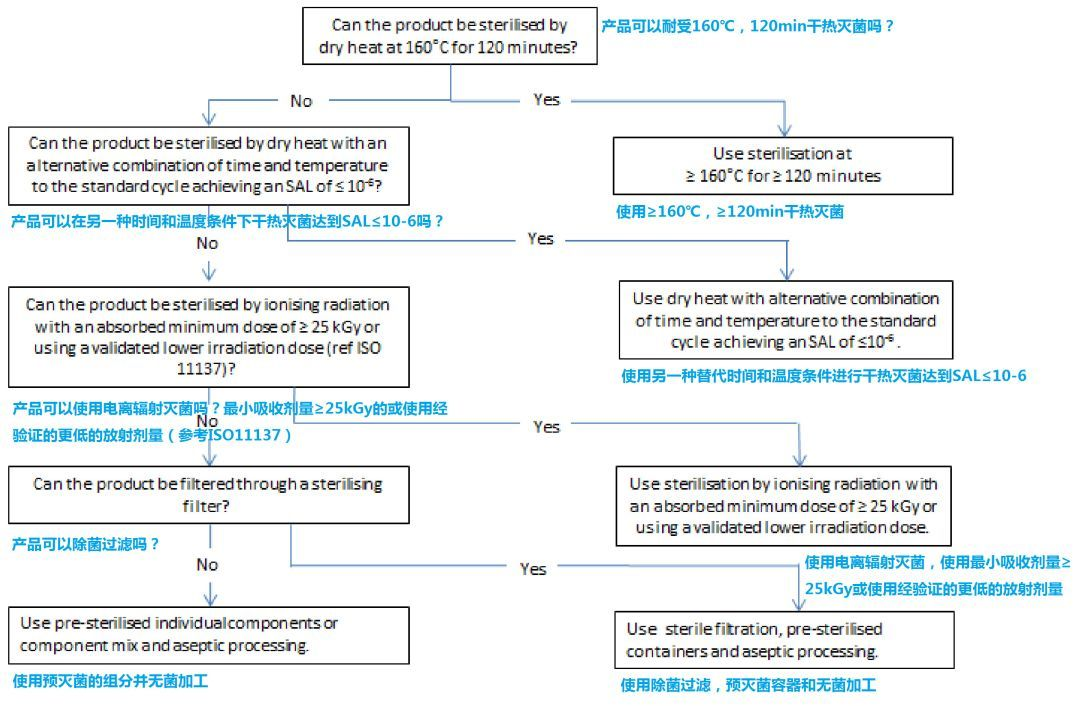 Can the product be sterilised by
dry heat at 160°C for 120 minutes?
产品可以耐受160℃，120min干热灭菌吗？
No
Yes
Can the product be sterilised by dry heat with an
alternative combination of time and temperature
to the standard cycle achieving an SAL of ≤ 10⁻⁶?
Use sterilisation at
≥ 160°C for ≥ 120 minutes
产品可以在另一种时间和温度条件下干热灭菌达到SAL≤10-6吗？
使用≥160℃，≥120min干热灭菌
No
Yes
Can the product be sterilised by ionising radiation
with an absorbed minimum dose of ≥ 25 kGy or
using a validated lower irradiation dose (ref ISO
11137)?
Use dry heat with alternative combination
of time and temperature to the standard
cycle achieving an SAL of ≤10⁻⁶ .
使用另一种替代时间和温度条件进行干热灭菌达到SAL≤10-6
产品可以使用电离辐射灭菌吗？最小吸收剂量≥25kGy的或使用经
验证的更低的放射剂量（参考ISO11137）
No
Yes
Can the product be filtered through a sterilising
filter?
Use sterilisation by ionising radiation with
an absorbed minimum dose of ≥ 25 kGy or
using a validated lower irradiation dose.
产品可以除菌过滤吗？
使用电离辐射灭菌，使用最小吸收剂量≥
25kGy或使用经验证的更低的放射剂量
No
Yes
Use pre-sterilised individual components or
component mix and aseptic processing.
Use sterile filtration, pre-sterilised
containers and aseptic processing.
使用预灭菌的组分并无菌加工
使用除菌过滤，预灭菌容器和无菌加工